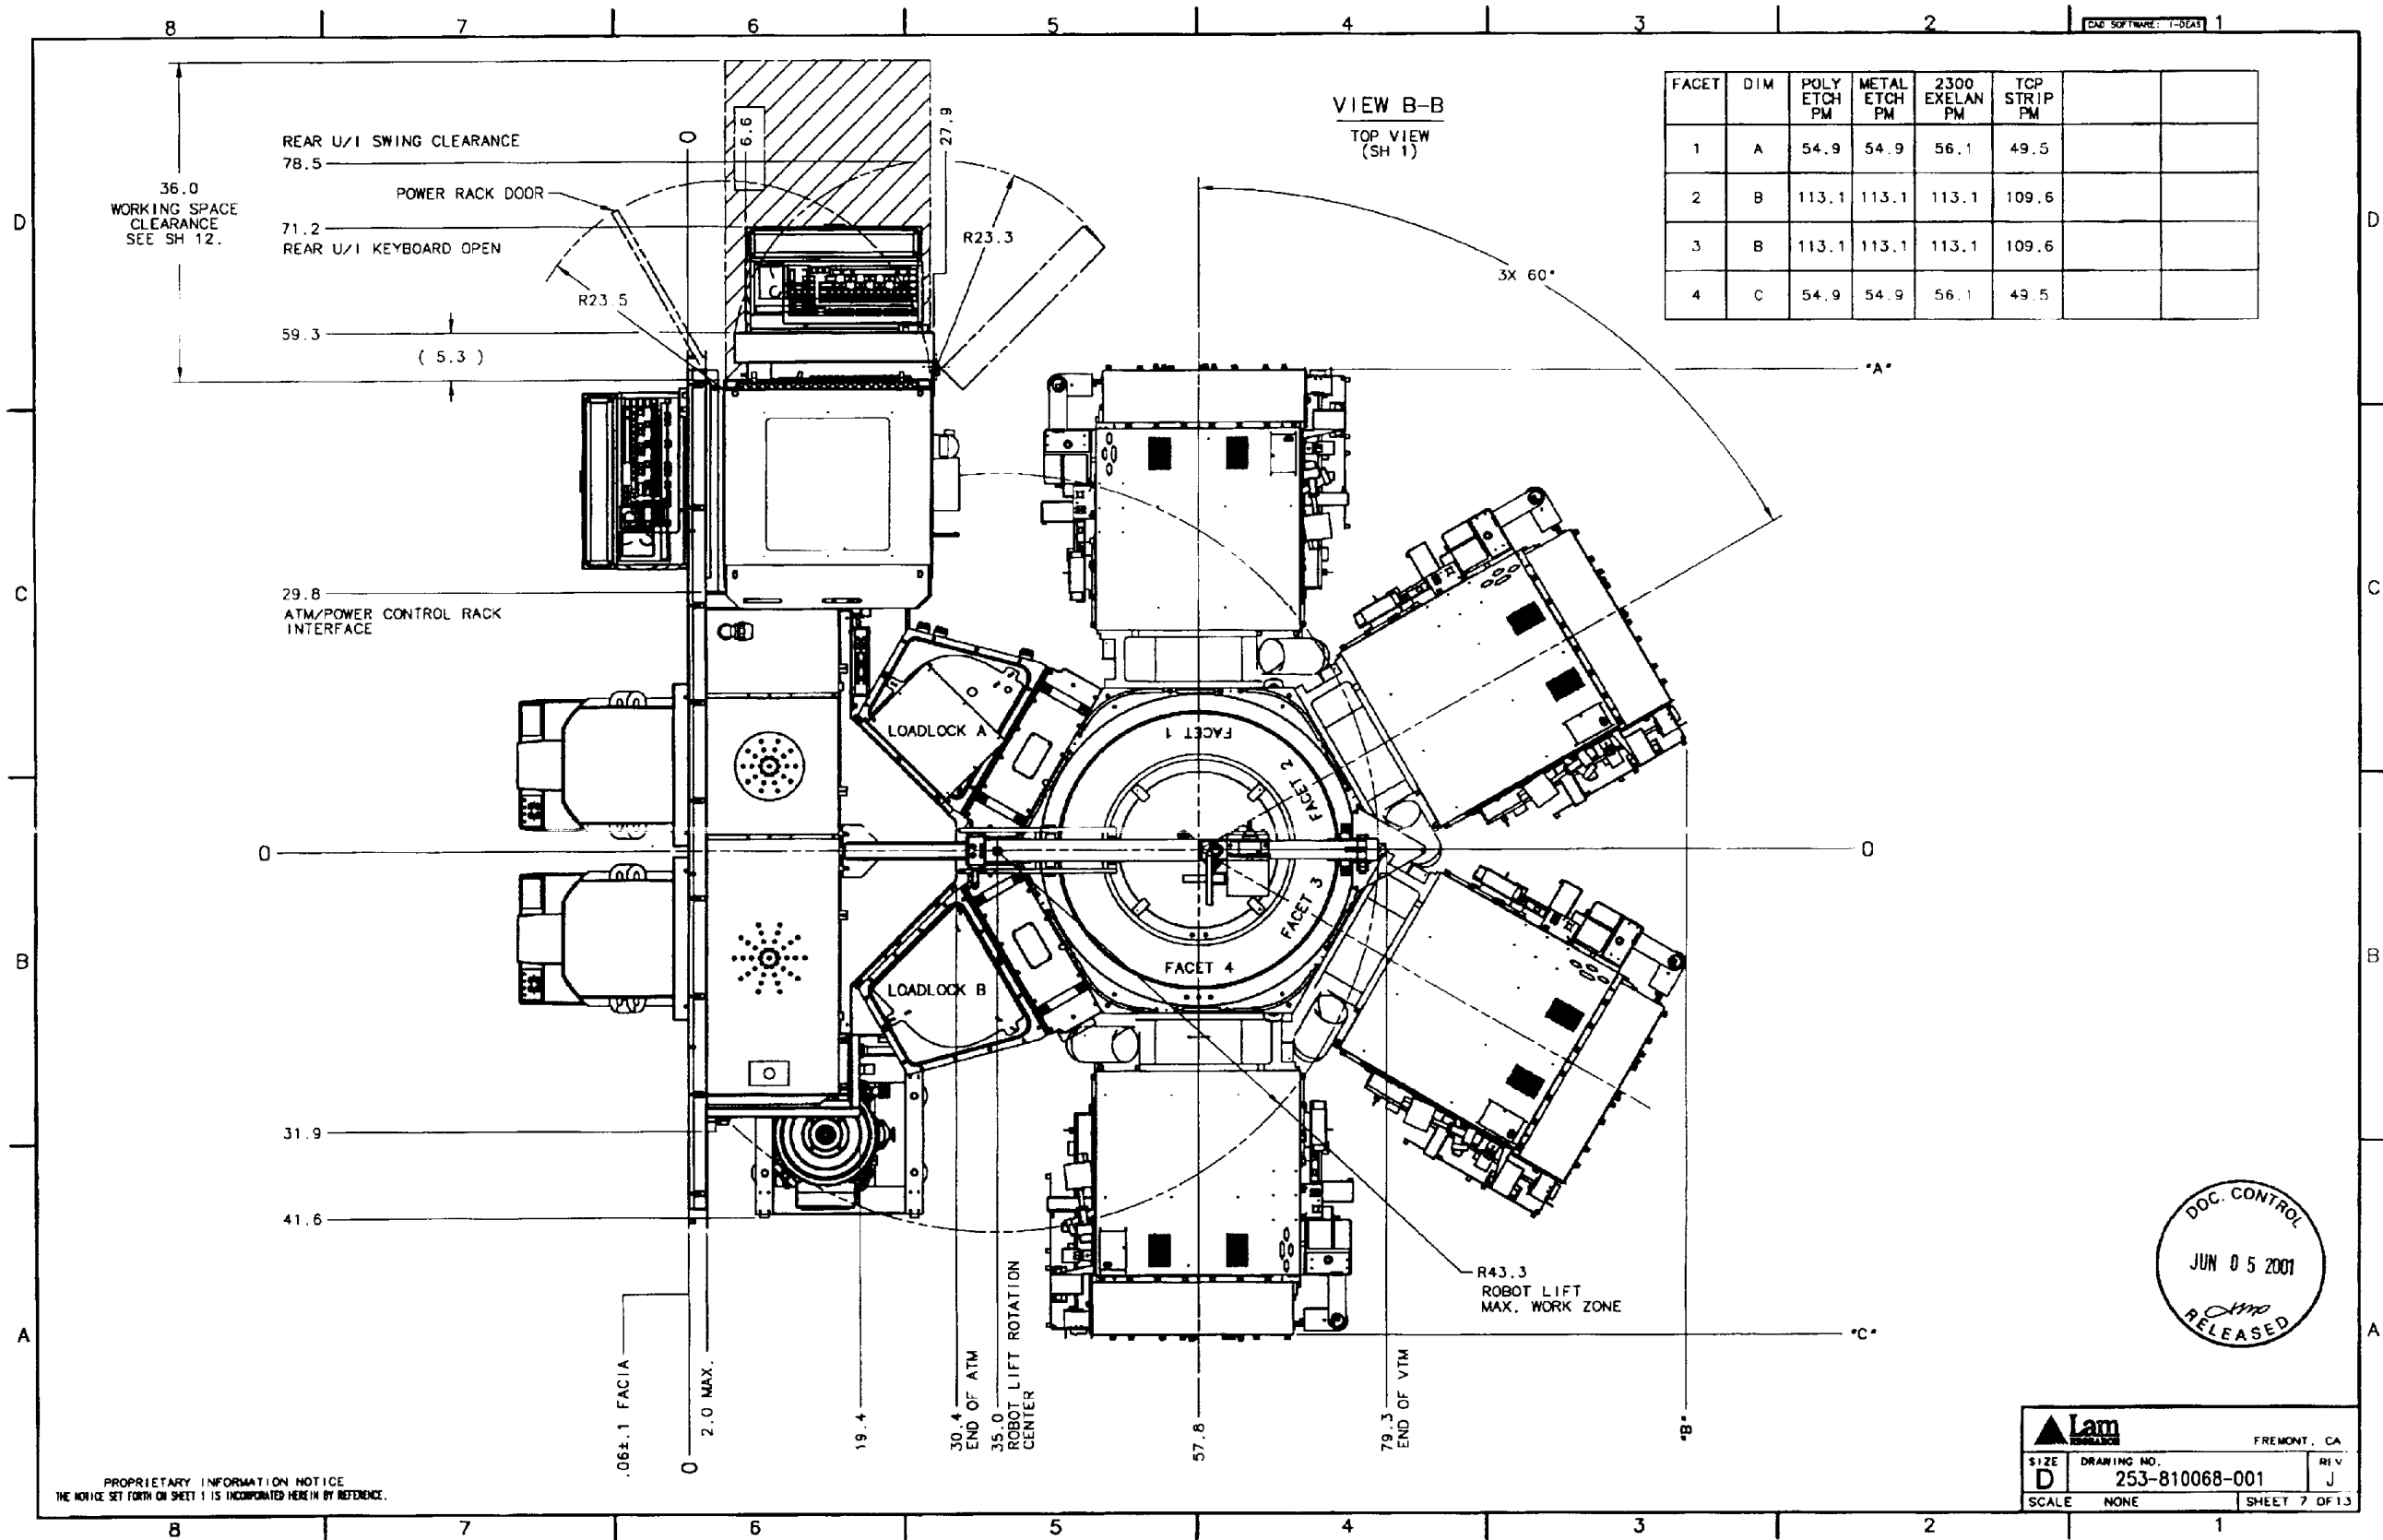 8 7 6 5 4 3 2 1
CAD SOFTWARE: I-DEAS
VIEW B-B
TOP VIEW
(SH 1)
FACET DIM POLY ETCH PM METAL ETCH PM 2300 EXELAN PM TCP STRIP PM
1 A 54.9 54.9 56.1 49.5
2 B 113.1 113.1 113.1 109.6
3 B 113.1 113.1 113.1 109.6
4 C 54.9 54.9 56.1 49.5
D
D
36.0
WORKING SPACE
CLEARANCE
SEE SH 12.
REAR U/I SWING CLEARANCE
78.5
POWER RACK DOOR
71.2
REAR U/I KEYBOARD OPEN
0
6.6
27.9
R23.5
R23.3
3X 60°
59.3
( 5.3 )
"A"
C
C
29.8
ATM/POWER CONTROL RACK
INTERFACE
LOADLOCK A
FACET 1
FACET 2
0
0
FACET 3
FACET 4
LOADLOCK B
B
B
31.9
41.6
R43.3
ROBOT LIFT
MAX. WORK ZONE
"C"
DOC. CONTROL
JUN 05 2001
RELEASED
A
A
.06±.1 FACIA
0
2.0 MAX.
19.4
30.4
END OF ATM
35.0
ROBOT LIFT ROTATION
CENTER
57.8
79.3
END OF VTM
"B"
Lam
RESEARCH
FREMONT, CA
SIZE
D
DRAWING NO.
253-810068-001
REV
J
SCALE NONE
SHEET 7 OF 13
PROPRIETARY INFORMATION NOTICE
THE NOTICE SET FORTH ON SHEET 1 IS INCORPORATED HEREIN BY REFERENCE.
8 7 6 5 4 3 2 1